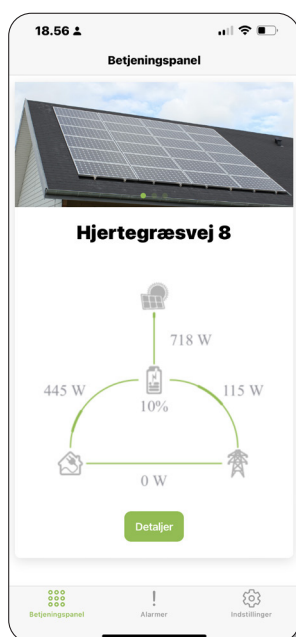 18.56
Betjeningspanel
Hjertegræsvej 8
718 W
445 W
115 W
10%
0 W
Detaljer
Betjeningspanel
Alarmer
Indstillinger